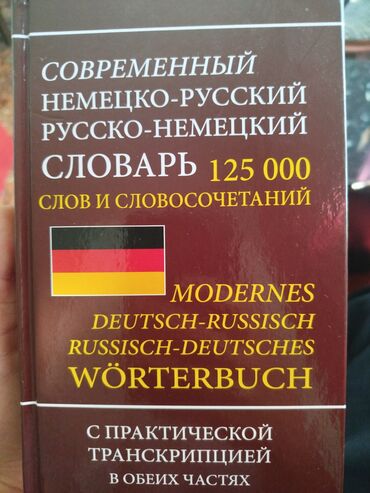 СОВРЕМЕННЫЙ
НЕМЕЦКО-РУССКИЙ
РУССКО-НЕМЕЦКИЙ
СЛОВАРЬ 125 000
СЛОВ И СЛОВОСОЧЕТАНИЙ
MODERNES
DEUTSCH-RUSSISCH
RUSSISCH-DEUTSCHES
WÖRTERBUCH
С ПРАКТИЧЕСКОЙ
ТРАНСКРИПЦИЕЙ
В ОБЕИХ ЧАСТЯХ